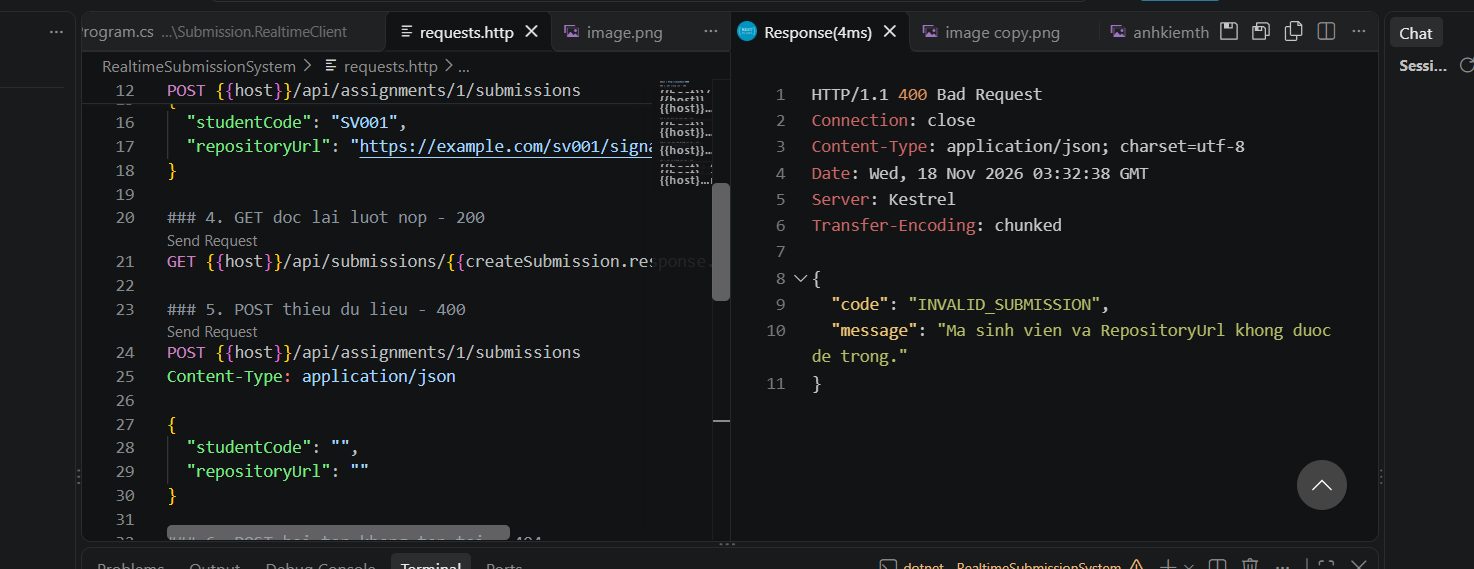 Program.cs ...\Submission.RealtimeClient
requests.http
image.png
Response(4ms)
image copy.png
anhkiemth
Chat
Sessi...
RealtimeSubmissionSystem > requests.http > ...
12 POST {{host}}/api/assignments/1/submissions
{
16 "studentCode": "SV001",
17 "repositoryUrl": "https://example.com/sv001/signa
18 }
19
20 ### 4. GET doc lai luot nop - 200
Send Request
21 GET {{host}}/api/submissions/{{createSubmission.response.
22
23 ### 5. POST thieu du lieu - 400
Send Request
24 POST {{host}}/api/assignments/1/submissions
25 Content-Type: application/json
26
27 {
28 "studentCode": "",
29 "repositoryUrl": ""
30 }
31
{{host}}...
{{host}}...
{{host}}...
{{host}}...
1 HTTP/1.1 400 Bad Request
2 Connection: close
3 Content-Type: application/json; charset=utf-8
4 Date: Wed, 18 Nov 2026 03:32:38 GMT
5 Server: Kestrel
6 Transfer-Encoding: chunked
7
8 {
9 "code": "INVALID_SUBMISSION",
10 "message": "Ma sinh vien va RepositoryUrl khong duoc
de trong."
11 }
Problems
Output
Debug Console
Terminal
Ports
dotnet - RealtimeSubmissionSystem